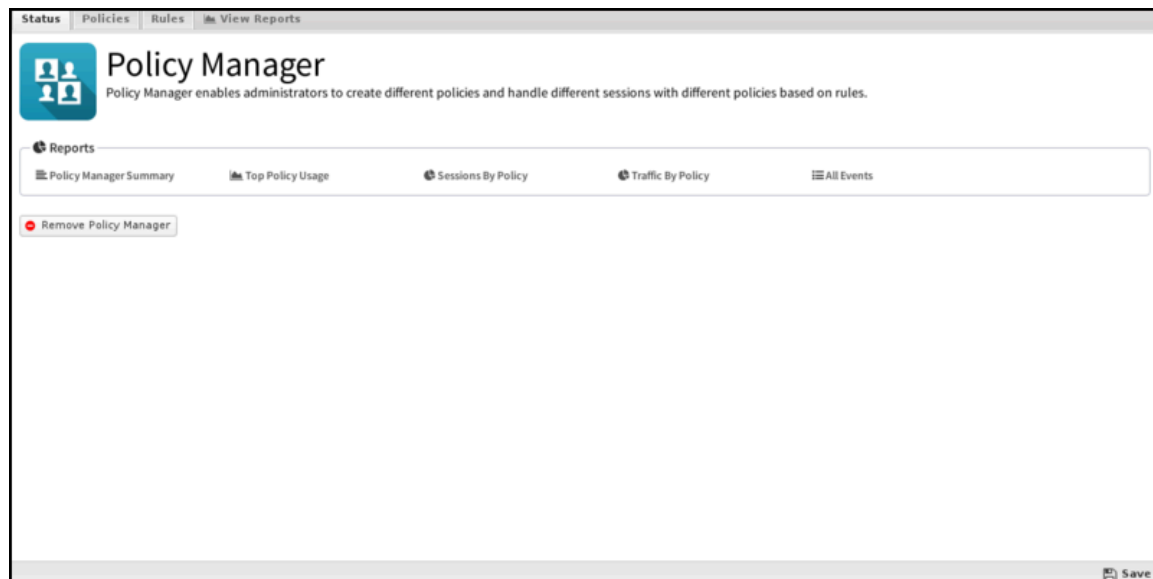 Status Policies Rules View Reports
Policy Manager
Policy Manager enables administrators to create different policies and handle different sessions with different policies based on rules.
Reports
Policy Manager Summary Top Policy Usage Sessions By Policy Traffic By Policy All Events
Remove Policy Manager
Save